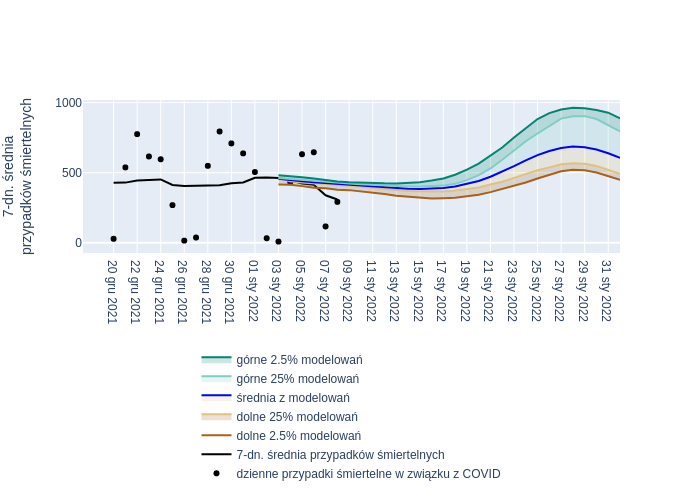 7-dn. średnia
przypadków śmiertelnych
1000
500
0
20 gru 2021
22 gru 2021
24 gru 2021
26 gru 2021
28 gru 2021
30 gru 2021
01 sty 2022
03 sty 2022
05 sty 2022
07 sty 2022
09 sty 2022
11 sty 2022
13 sty 2022
15 sty 2022
17 sty 2022
19 sty 2022
21 sty 2022
23 sty 2022
25 sty 2022
27 sty 2022
29 sty 2022
31 sty 2022
górne 2.5% modelowań
górne 25% modelowań
średnia z modelowań
dolne 25% modelowań
dolne 2.5% modelowań
7-dn. średnia przypadków śmiertelnych
dzienne przypadki śmiertelne w związku z COVID